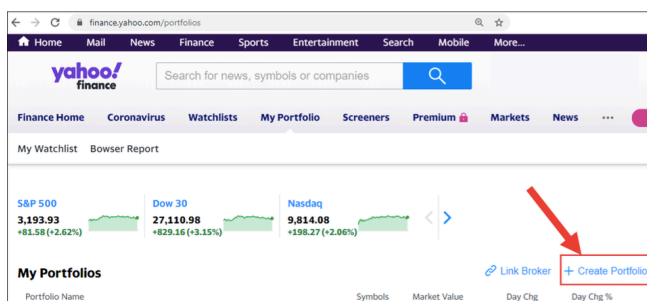 finance.yahoo.com/portfolios
Home Mail News Finance Sports Entertainment Search Mobile More...
yahoo!
finance
Search for news, symbols or companies
Finance Home Coronavirus Watchlists My Portfolio Screeners Premium Markets News ...
My Watchlist Bowser Report
S&P 500 Dow 30 Nasdaq
3,193.93 27,110.98 9,814.08
+81.58 (+2.62%) +829.16 (+3.15%) +198.27 (+2.06%)
My Portfolios Link Broker + Create Portfolio
Portfolio Name Symbols Market Value Day Chg Day Chg %